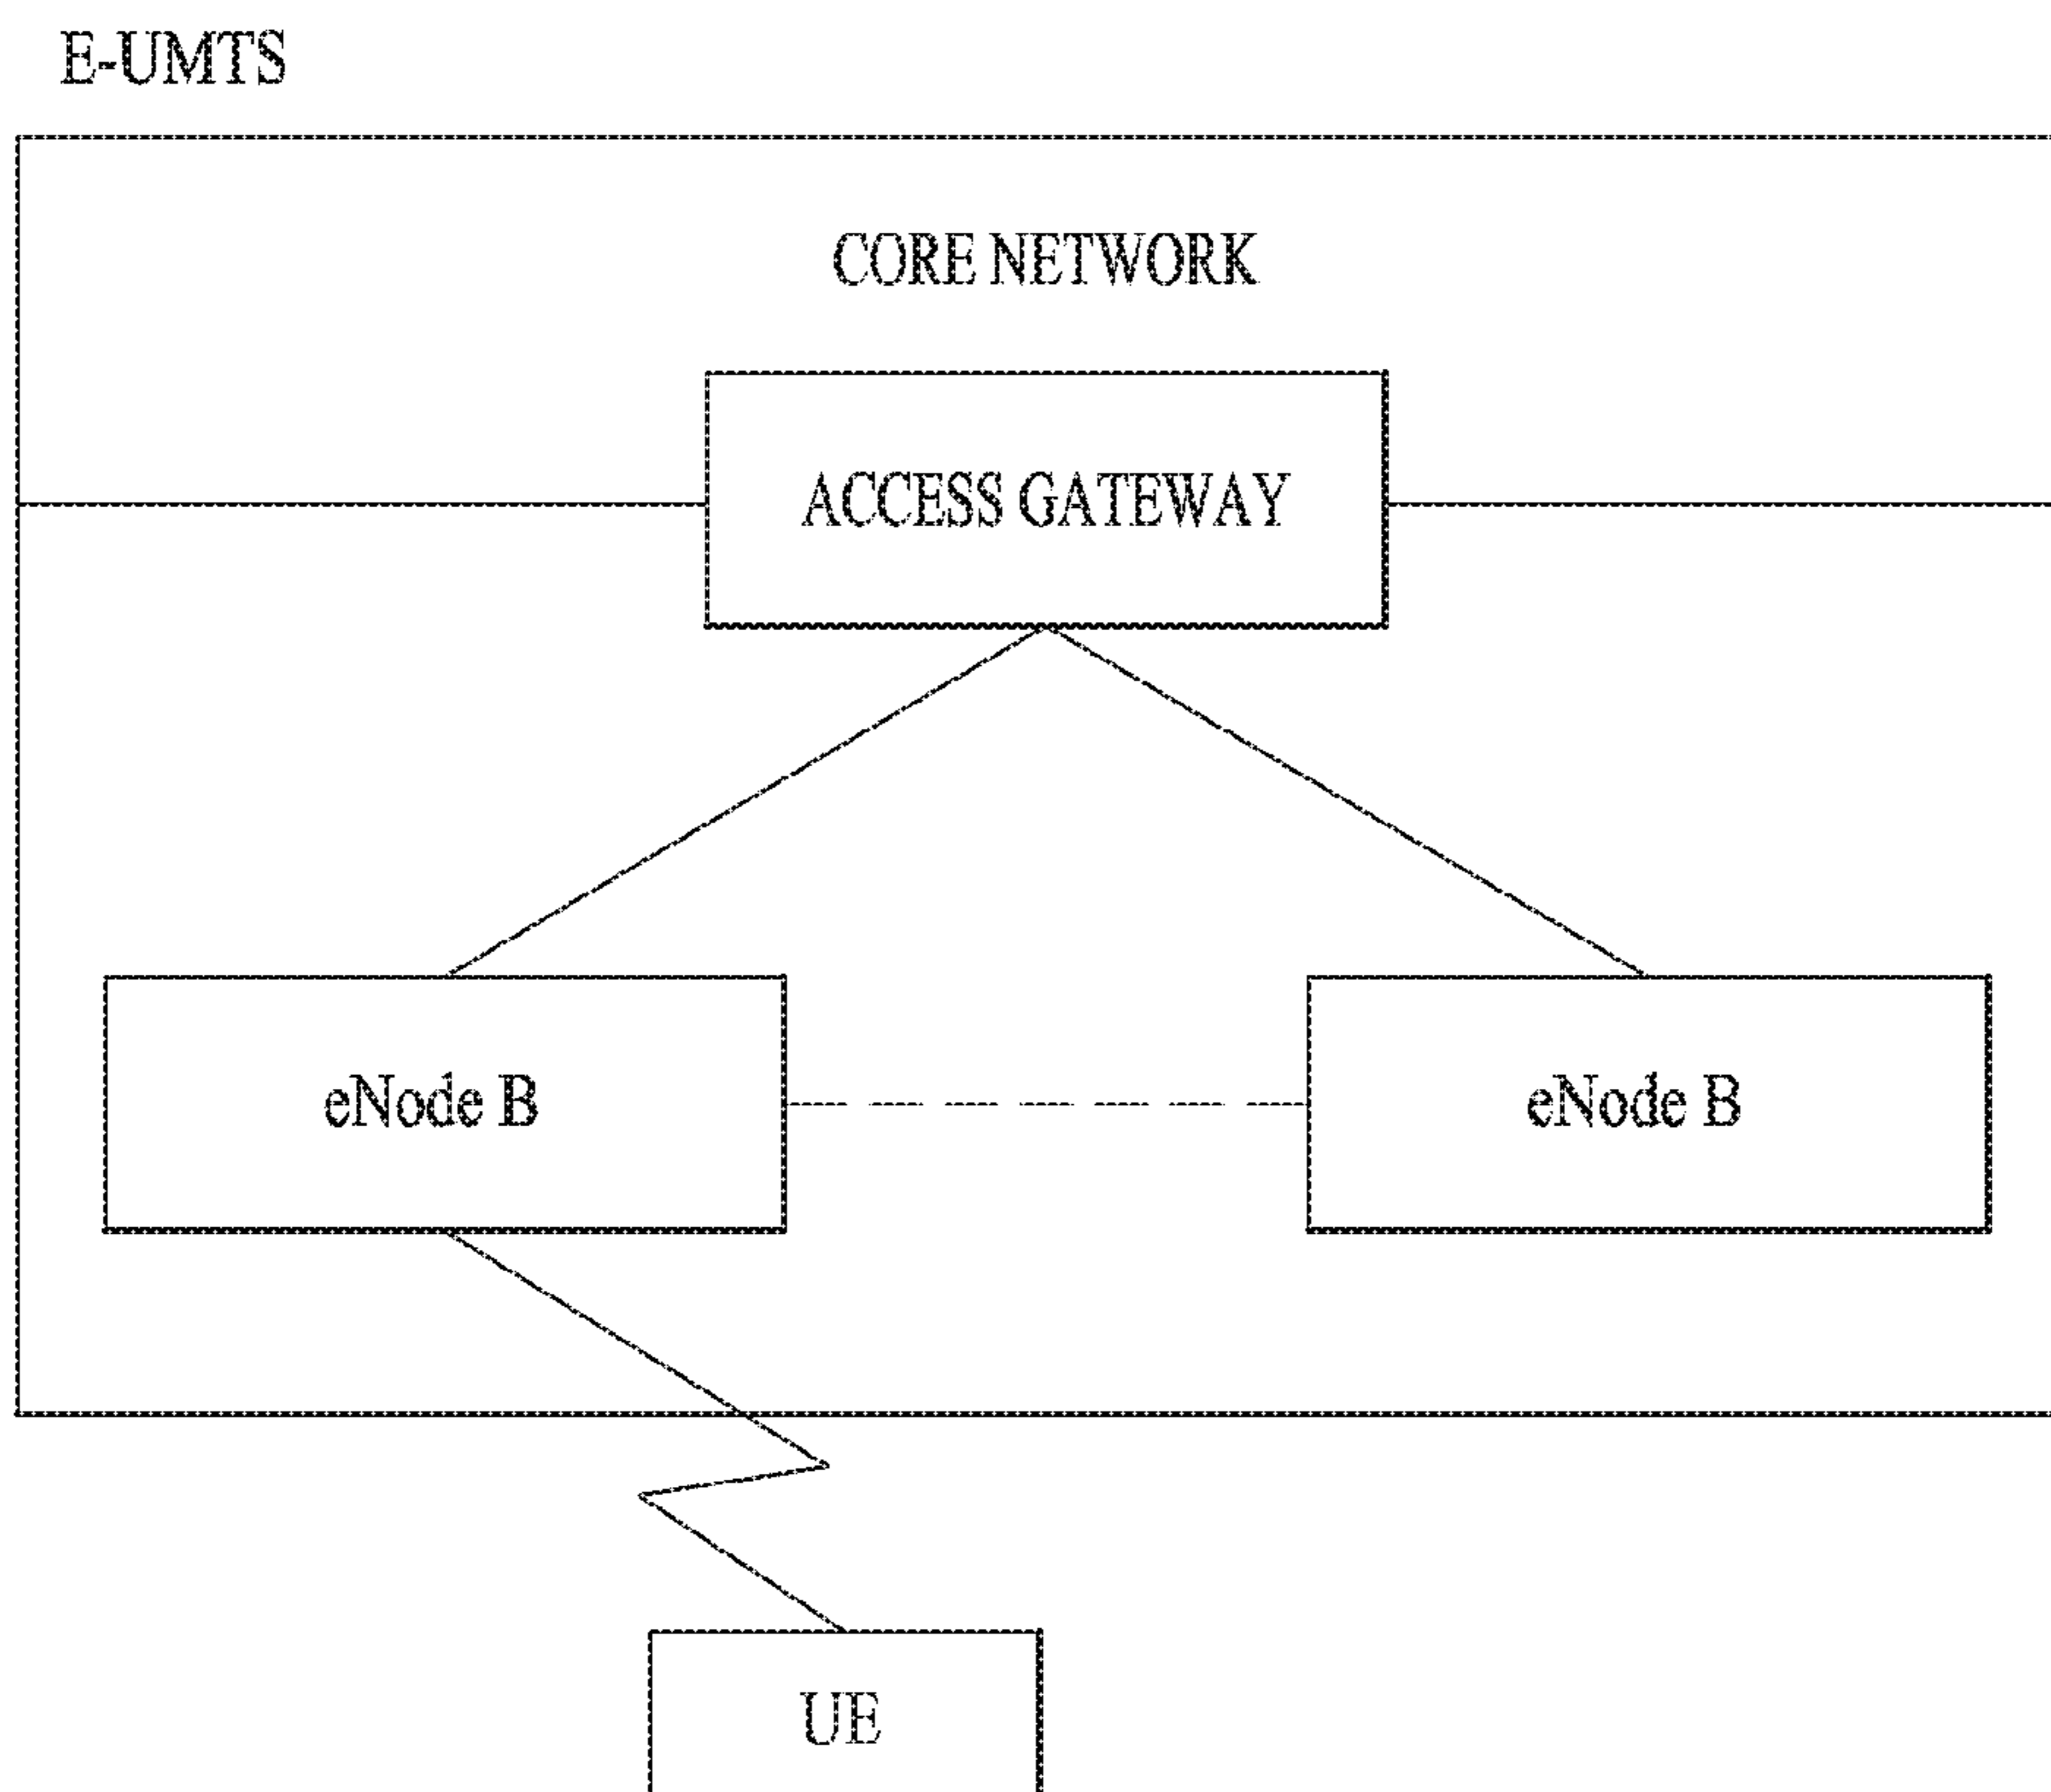 E-UMTS
CORE NETWORK
ACCESS GATEWAY
eNode B
eNode B
UE